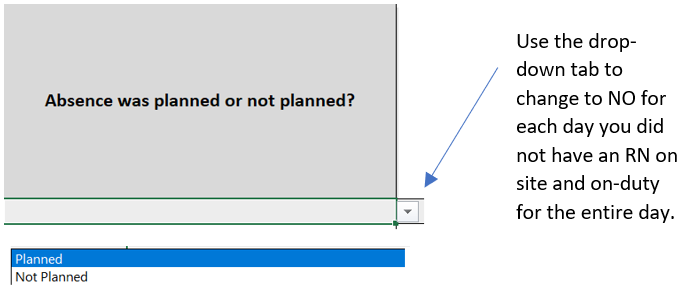 Absence was planned or not planned?
Use the drop-
down tab to
change to NO for
each day you did
not have an RN on
site and on-duty
for the entire day.
Planned
Not Planned